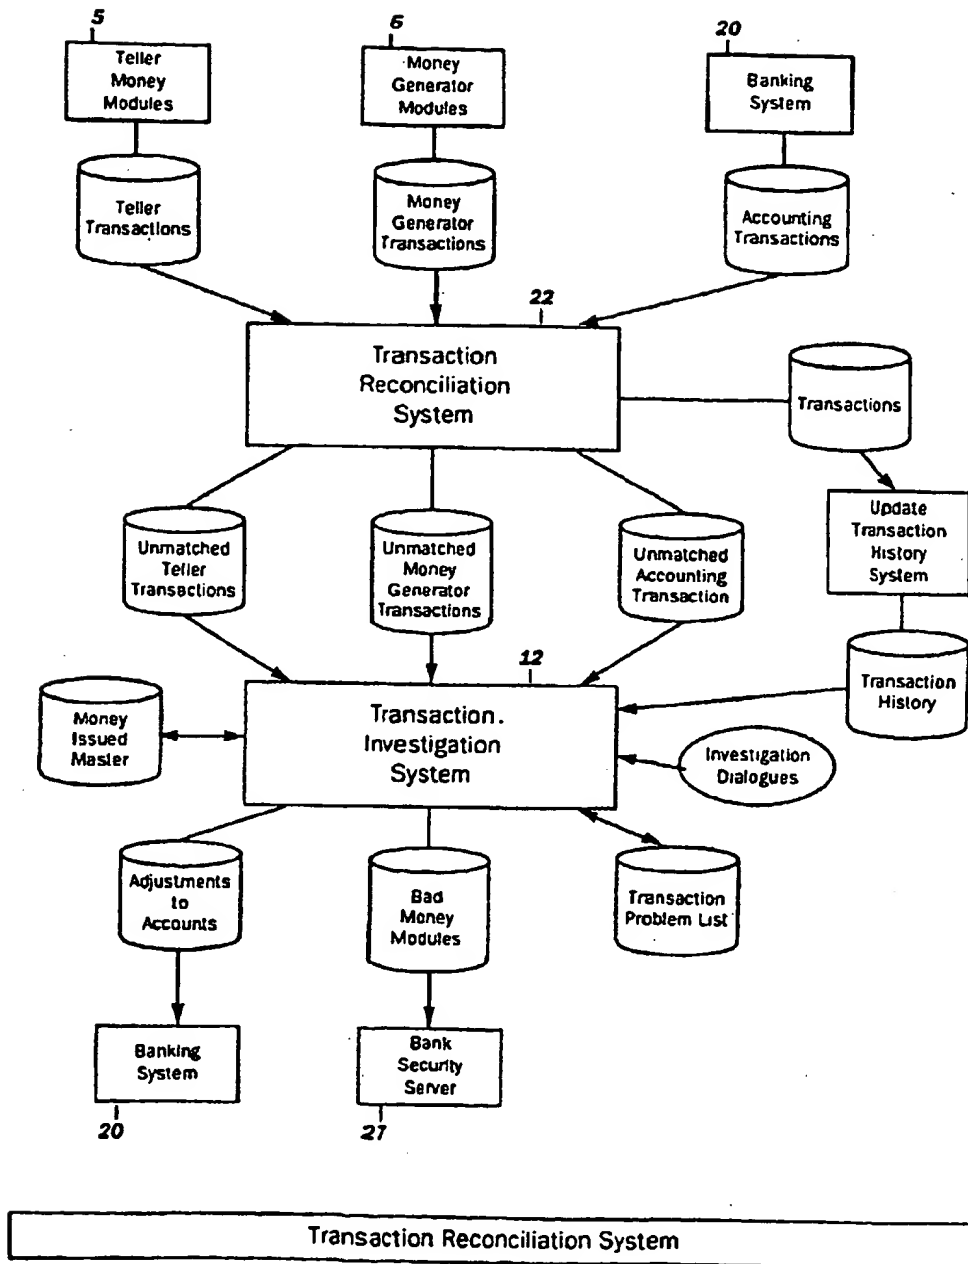 5
6
20
Teller
Money
Modules
Money
Generator
Modules
Banking
System
Teller
Transactions
Money
Generator
Transactions
Accounting
Transactions
22
Transaction
Reconciliation
System
Transactions
Update
Transaction
History
System
Unmatched
Teller
Transactions
Unmatched
Money
Generator
Transactions
Unmatched
Accounting
Transaction
12
Transaction.
Investigation
System
Transaction
History
Money
Issued
Master
Investigation
Dialogues
Adjustments
to
Accounts
Bad
Money
Modules
Transaction
Problem List
Banking
System
Bank
Security
Server
20
27
Transaction Reconciliation System